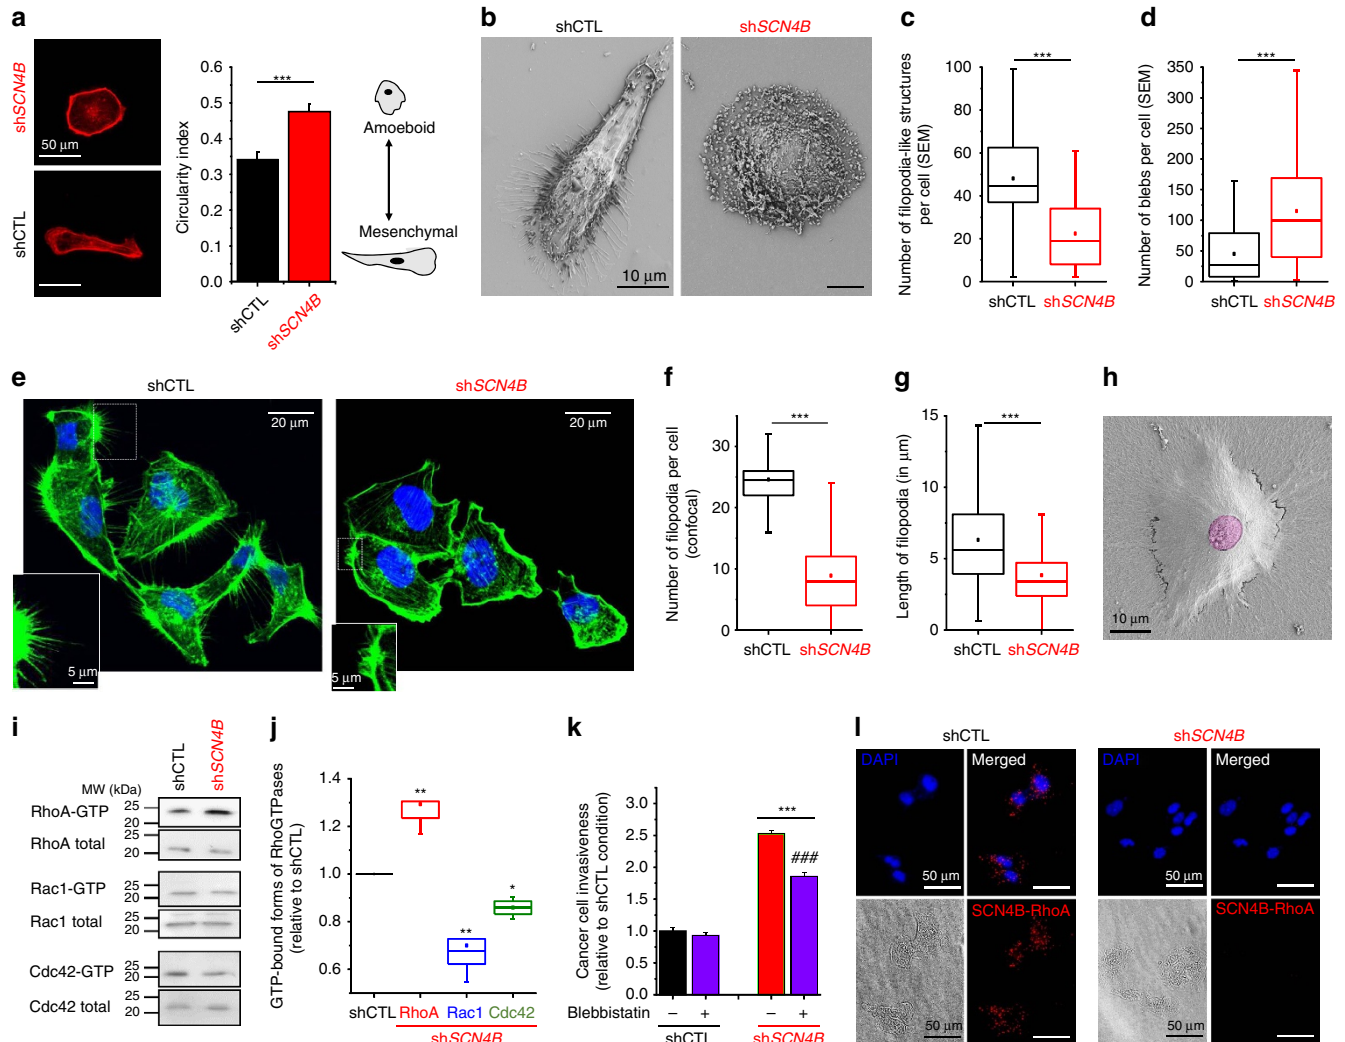 a
shSCN4B
50 μm
shCTL
Circularity index
0.6
0.5
0.4
0.3
0.2
0.1
0.0
***
shCTL
shSCN4B
Amoeboid
Mesenchymal
b
shCTL
shSCN4B
10 μm
c
Number of filopodia-like structures
per cell (SEM)
100
80
60
40
20
0
***
shCTL
shSCN4B
d
Number of blebs per cell (SEM)
350
300
250
200
150
100
50
0
***
shCTL
shSCN4B
e
shCTL
shSCN4B
20 μm
20 μm
5 μm
5 μm
f
Number of filopodia per cell
(confocal)
30
20
10
0
***
shCTL
shSCN4B
g
Length of filopodia (in μm)
15
10
5
0
***
shCTL
shSCN4B
h
10 μm
i
MW (kDa)
shCTL
shSCN4B
RhoA-GTP
25
20
RhoA total
25
20
Rac1-GTP
25
20
Rac1 total
25
20
Cdc42-GTP
25
20
Cdc42 total
25
20
j
GTP-bound forms of RhoGTPases
(relative to shCTL)
1.4
1.2
1.0
0.8
0.6
**
**
*
shCTL
RhoA
Rac1
Cdc42
shSCN4B
k
Cancer cell invasiveness
(relative to shCTL condition)
3.0
2.5
2.0
1.5
1.0
0.5
0.0
***
###
Blebbistatin
–
+
–
+
shCTL
shSCN4B
l
shCTL
shSCN4B
DAPI
Merged
DAPI
Merged
50 μm
50 μm
SCN4B-RhoA
SCN4B-RhoA
50 μm
50 μm